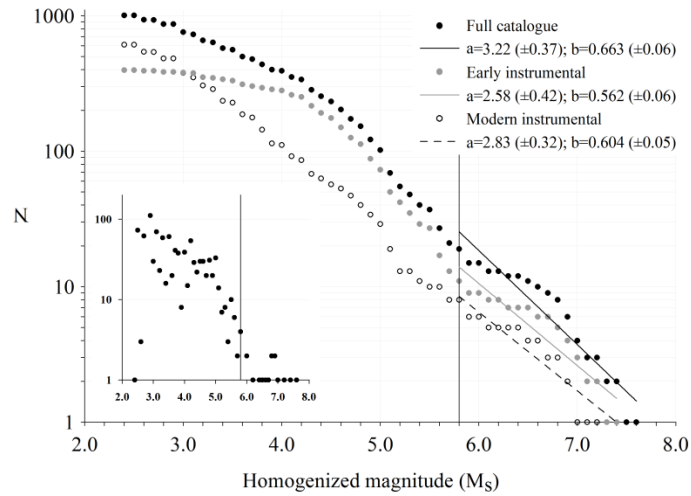 1000
100
10
1
N
2.0 3.0 4.0 5.0 6.0 7.0 8.0
Homogenized magnitude (Ms)
Full catalogue
a=3.22 (±0.37); b=0.663 (±0.06)
Early instrumental
a=2.58 (±0.42); b=0.562 (±0.06)
Modern instrumental
a=2.83 (±0.32); b=0.604 (±0.05)
100
10
1
2.0 3.0 4.0 5.0 6.0 7.0 8.0